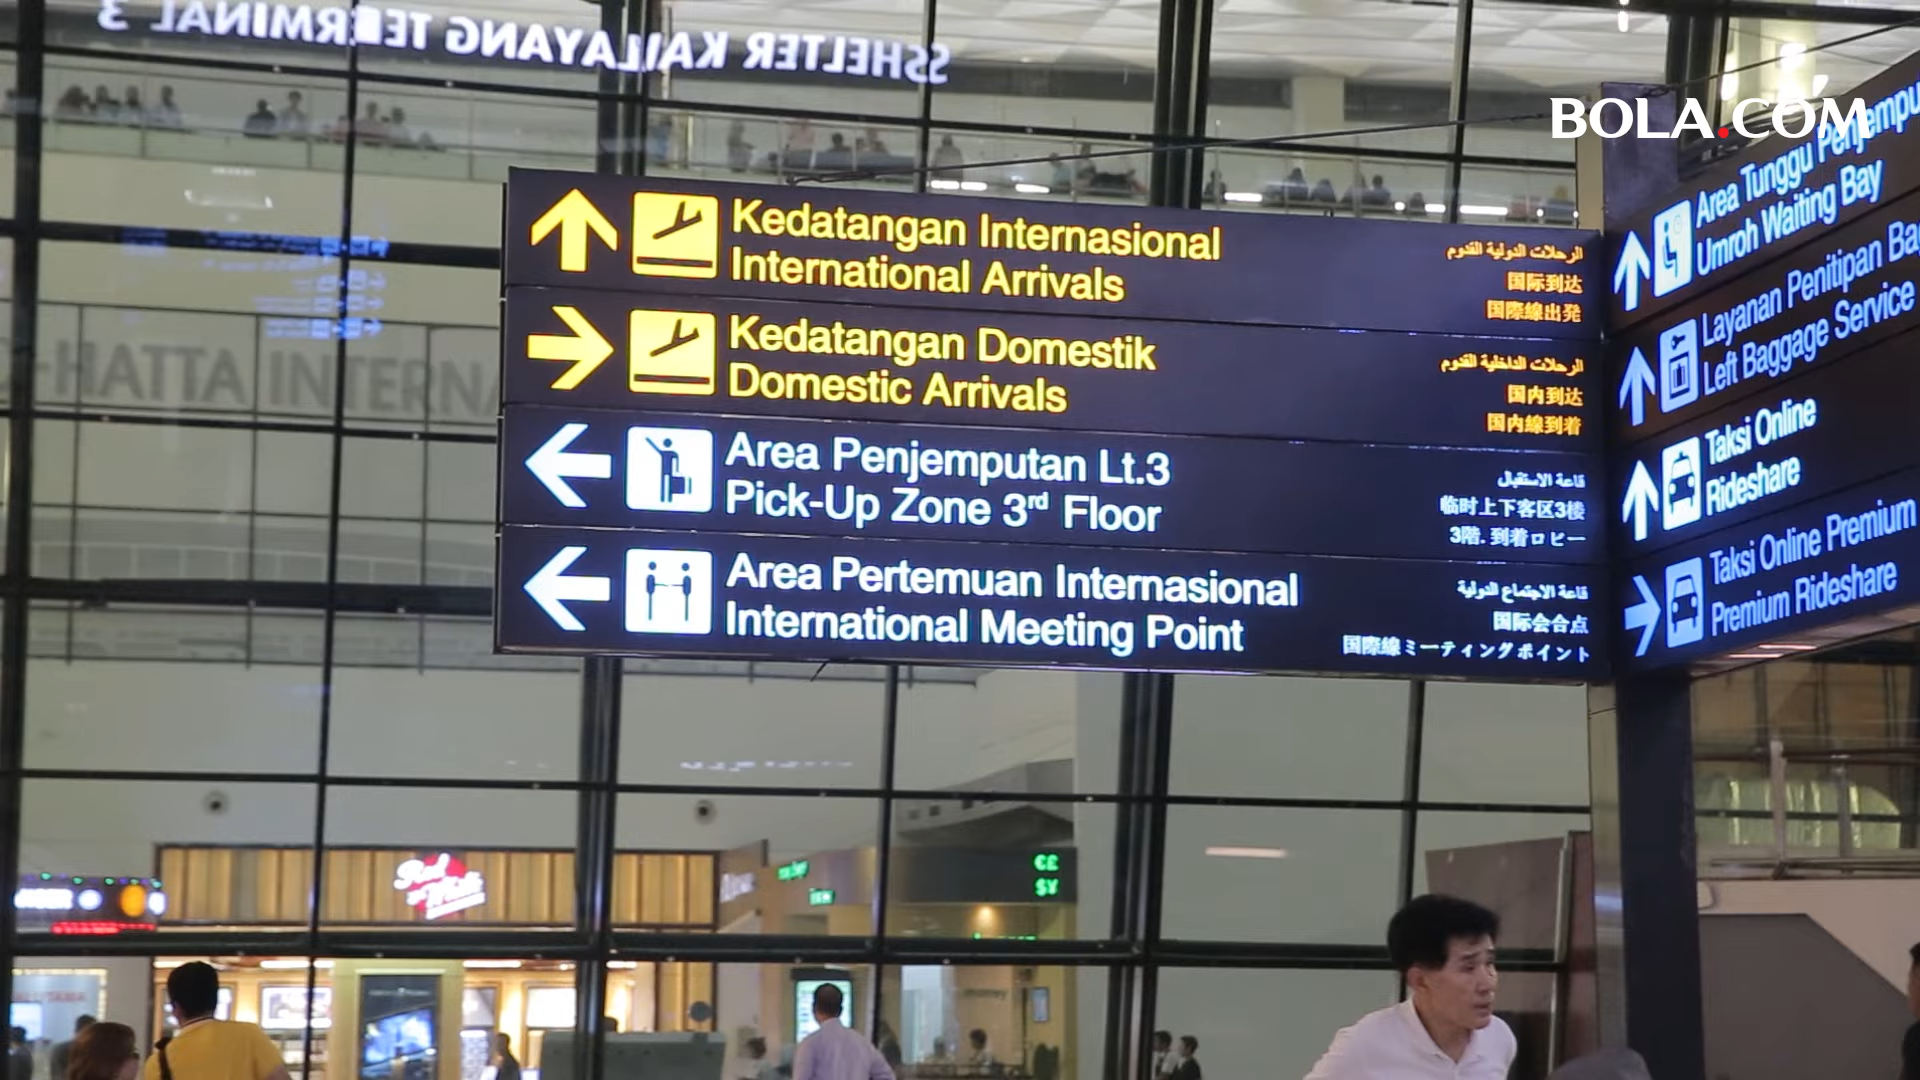 SSHELTER KALAYANG TERMINAL 3
BOLA.COM
-HATTA INTERNA
Kedatangan Internasional
International Arrivals
الرحلات الدولية القدوم
国际到达
国際線出発
Kedatangan Domestik
Domestic Arrivals
الرحلات الداخلية القدوم
国内到达
国内線到着
Area Penjemputan Lt.3
Pick-Up Zone 3rd Floor
قاعة الاستقبال
临时上下客区3楼
3階. 到着ロビー
Area Pertemuan Internasional
International Meeting Point
قاعة الاجتماع الدولية
国际会合点
国際線ミーティングポイント
Area Tunggu Penjempu
Umroh Waiting Bay
Layanan Penitipan Ba
Left Baggage Service
Taksi Online
Rideshare
Taksi Online Premium
Premium Rideshare